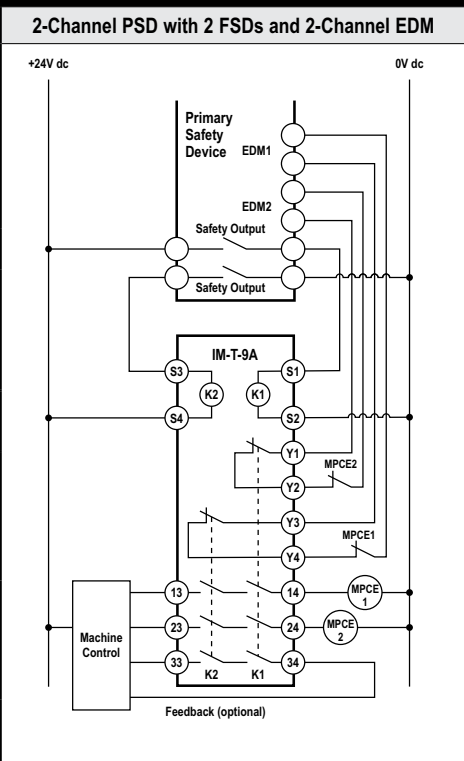 2-Channel PSD with 2 FSDs and 2-Channel EDM
+24V dc
0V dc
Primary
Safety
Device
EDM1
EDM2
Safety Output
Safety Output
IM-T-9A
S3
S1
K2
K1
S4
S2
Y1
MPCE2
Y2
Y3
MPCE1
Y4
13
14
MPCE
1
23
24
MPCE
2
Machine
Control
33
34
K2
K1
Feedback (optional)